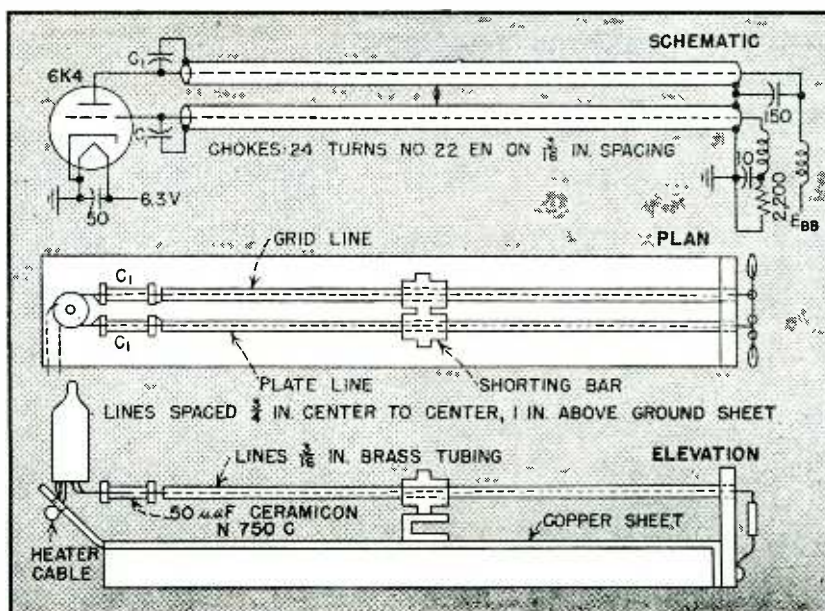 SCHEMATIC
C₁
6K4
150
C₁
CHOKES: 24 TURNS NO. 22 EN ON 3/16 IN. SPACING
10
50
6.3 V
2,200
E_BB
PLAN
GRID LINE
C₁
C₁
PLATE LINE
SHORTING BAR
LINES SPACED 3/4 IN. CENTER TO CENTER, 1 IN. ABOVE GROUND SHEET
LINES 3/16 IN. BRASS TUBING
ELEVATION
50 μμF CERAMICON
N 750 C
COPPER SHEET
HEATER
CABLE